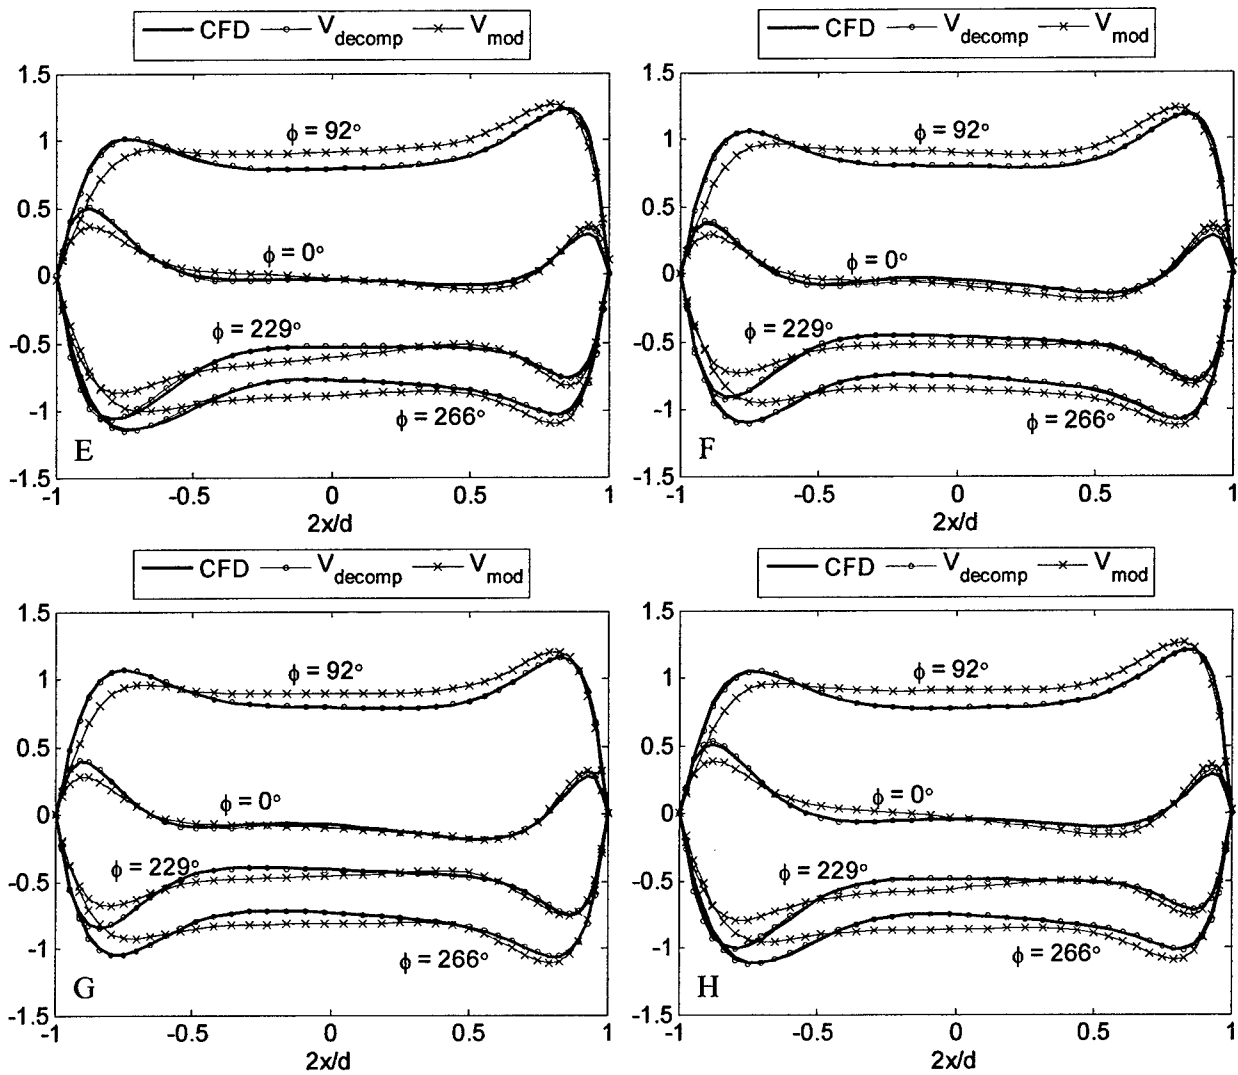 CFD V_decomp V_mod
CFD V_decomp V_mod
1.5
1
0.5
0
-0.5
-1
-1.5
-1 -0.5 0 0.5 1
2x/d
ϕ = 92°
ϕ = 0°
ϕ = 229°
ϕ = 266°
E
1.5
1
0.5
0
-0.5
-1
-1.5
-1 -0.5 0 0.5 1
2x/d
ϕ = 92°
ϕ = 0°
ϕ = 229°
ϕ = 266°
F
CFD V_decomp V_mod
CFD V_decomp V_mod
1.5
1
0.5
0
-0.5
-1
-1.5
-1 -0.5 0 0.5 1
2x/d
ϕ = 92°
ϕ = 0°
ϕ = 229°
ϕ = 266°
G
1.5
1
0.5
0
-0.5
-1
-1.5
-1 -0.5 0 0.5 1
2x/d
ϕ = 92°
ϕ = 0°
ϕ = 229°
ϕ = 266°
H